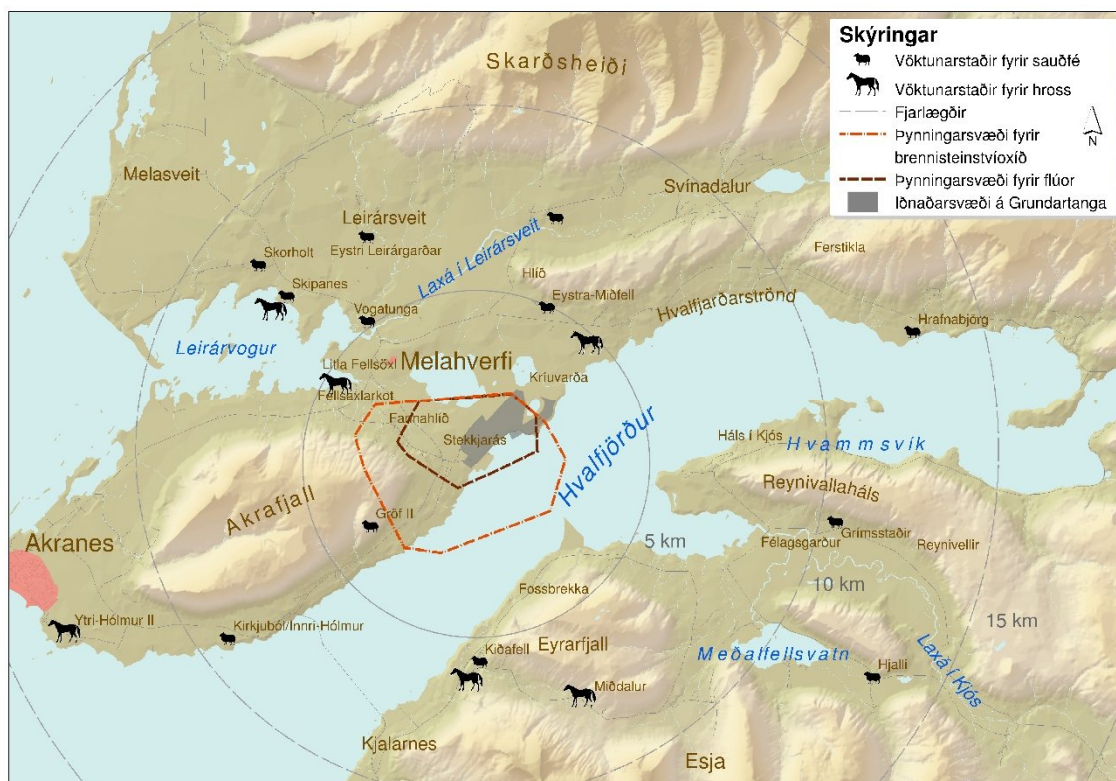 Skarðsheiði
Skýringar
Vöktunarstaðir fyrir sauðfé
Vöktunarstaðir fyrir hross
Fjarlægðir
Þynningarsvæði fyrir
brennisteinstvíoxíð
Þynningarsvæði fyrir flúor
Iðnaðarsvæði á Grundartanga
N
Melasveit
Svínadalur
Leirársveit
Eystri Leirárgarðar
Skorholt
Laxá í Leirársveit
Ferstikla
Hlíð
Skipanes
Eystra-Miðfell
Hvalfjarðarströnd
Vogatunga
Hrafnabjörg
Leirárvogur
Litla Fellsöxl
Melahverfi
Kríuvarða
Fellsaxlarkot
Fannahlíð
Stekkjarás
Háls í Kjós
Hvammsvík
Hvalfjörður
Reynivallaháls
Akrafjall
Gröf II
Grímsstaðir
Akranes
5 km
Félagsgarður
Reynivellir
Fossbrekka
10 km
15 km
Ytri-Hólmur II
Kirkjuból/Innri-Hólmur
Eyrarfjall
Kiðafell
Meðalfellsvatn
Hjalli
Laxá í Kjós
Miðdalur
Kjalarnes
Esja